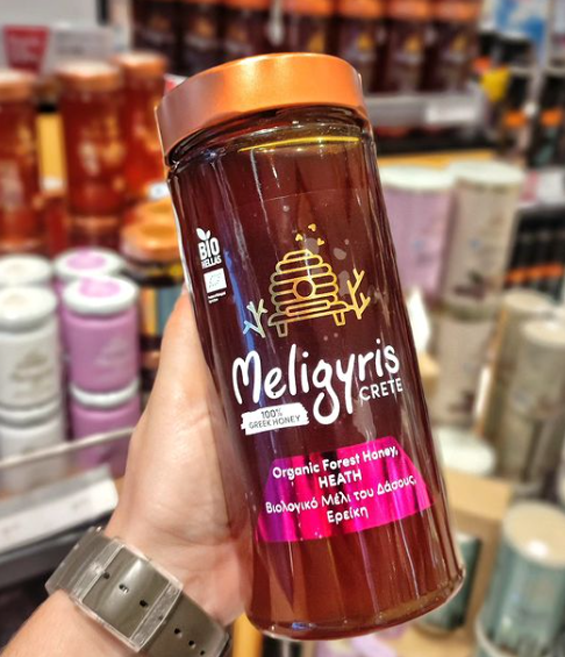 BIO
HELLAS
Meligyris
CRETE
100%
GREEK HONEY
Organic Forest Honey,
HEATH
Βιολογικό Μέλι του Δάσους,
Ερείκη